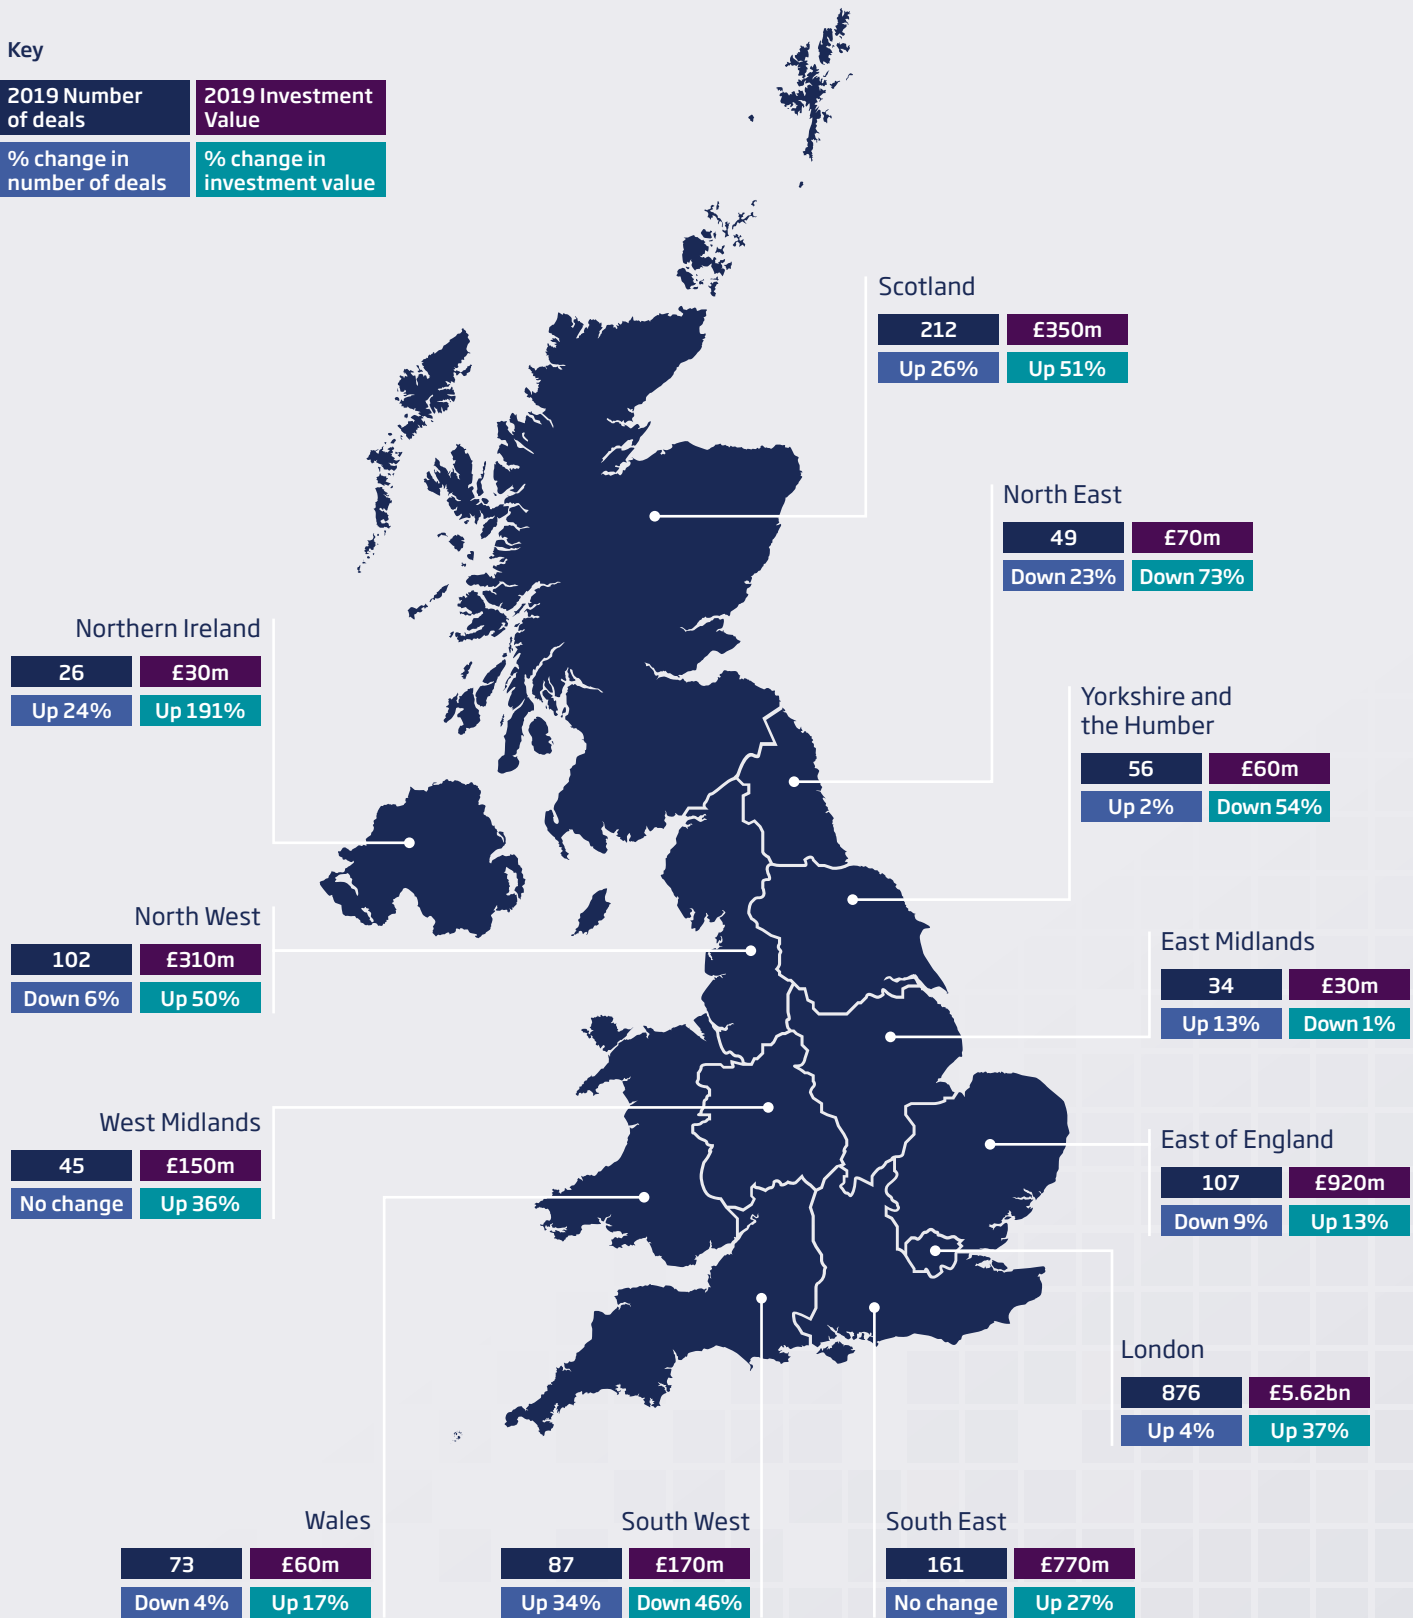 Key
2019 Number
of deals
2019 Investment
Value
% change in
number of deals
% change in
investment value
Scotland
212 £350m
Up 26% Up 51%
North East
49 £70m
Down 23% Down 73%
Northern Ireland
26 £30m
Up 24% Up 191%
Yorkshire and
the Humber
56 £60m
Up 2% Down 54%
North West
102 £310m
Down 6% Up 50%
East Midlands
34 £30m
Up 13% Down 1%
West Midlands
45 £150m
No change Up 36%
East of England
107 £920m
Down 9% Up 13%
London
876 £5.62bn
Up 4% Up 37%
Wales
73 £60m
Down 4% Up 17%
South West
87 £170m
Up 34% Down 46%
South East
161 £770m
No change Up 27%